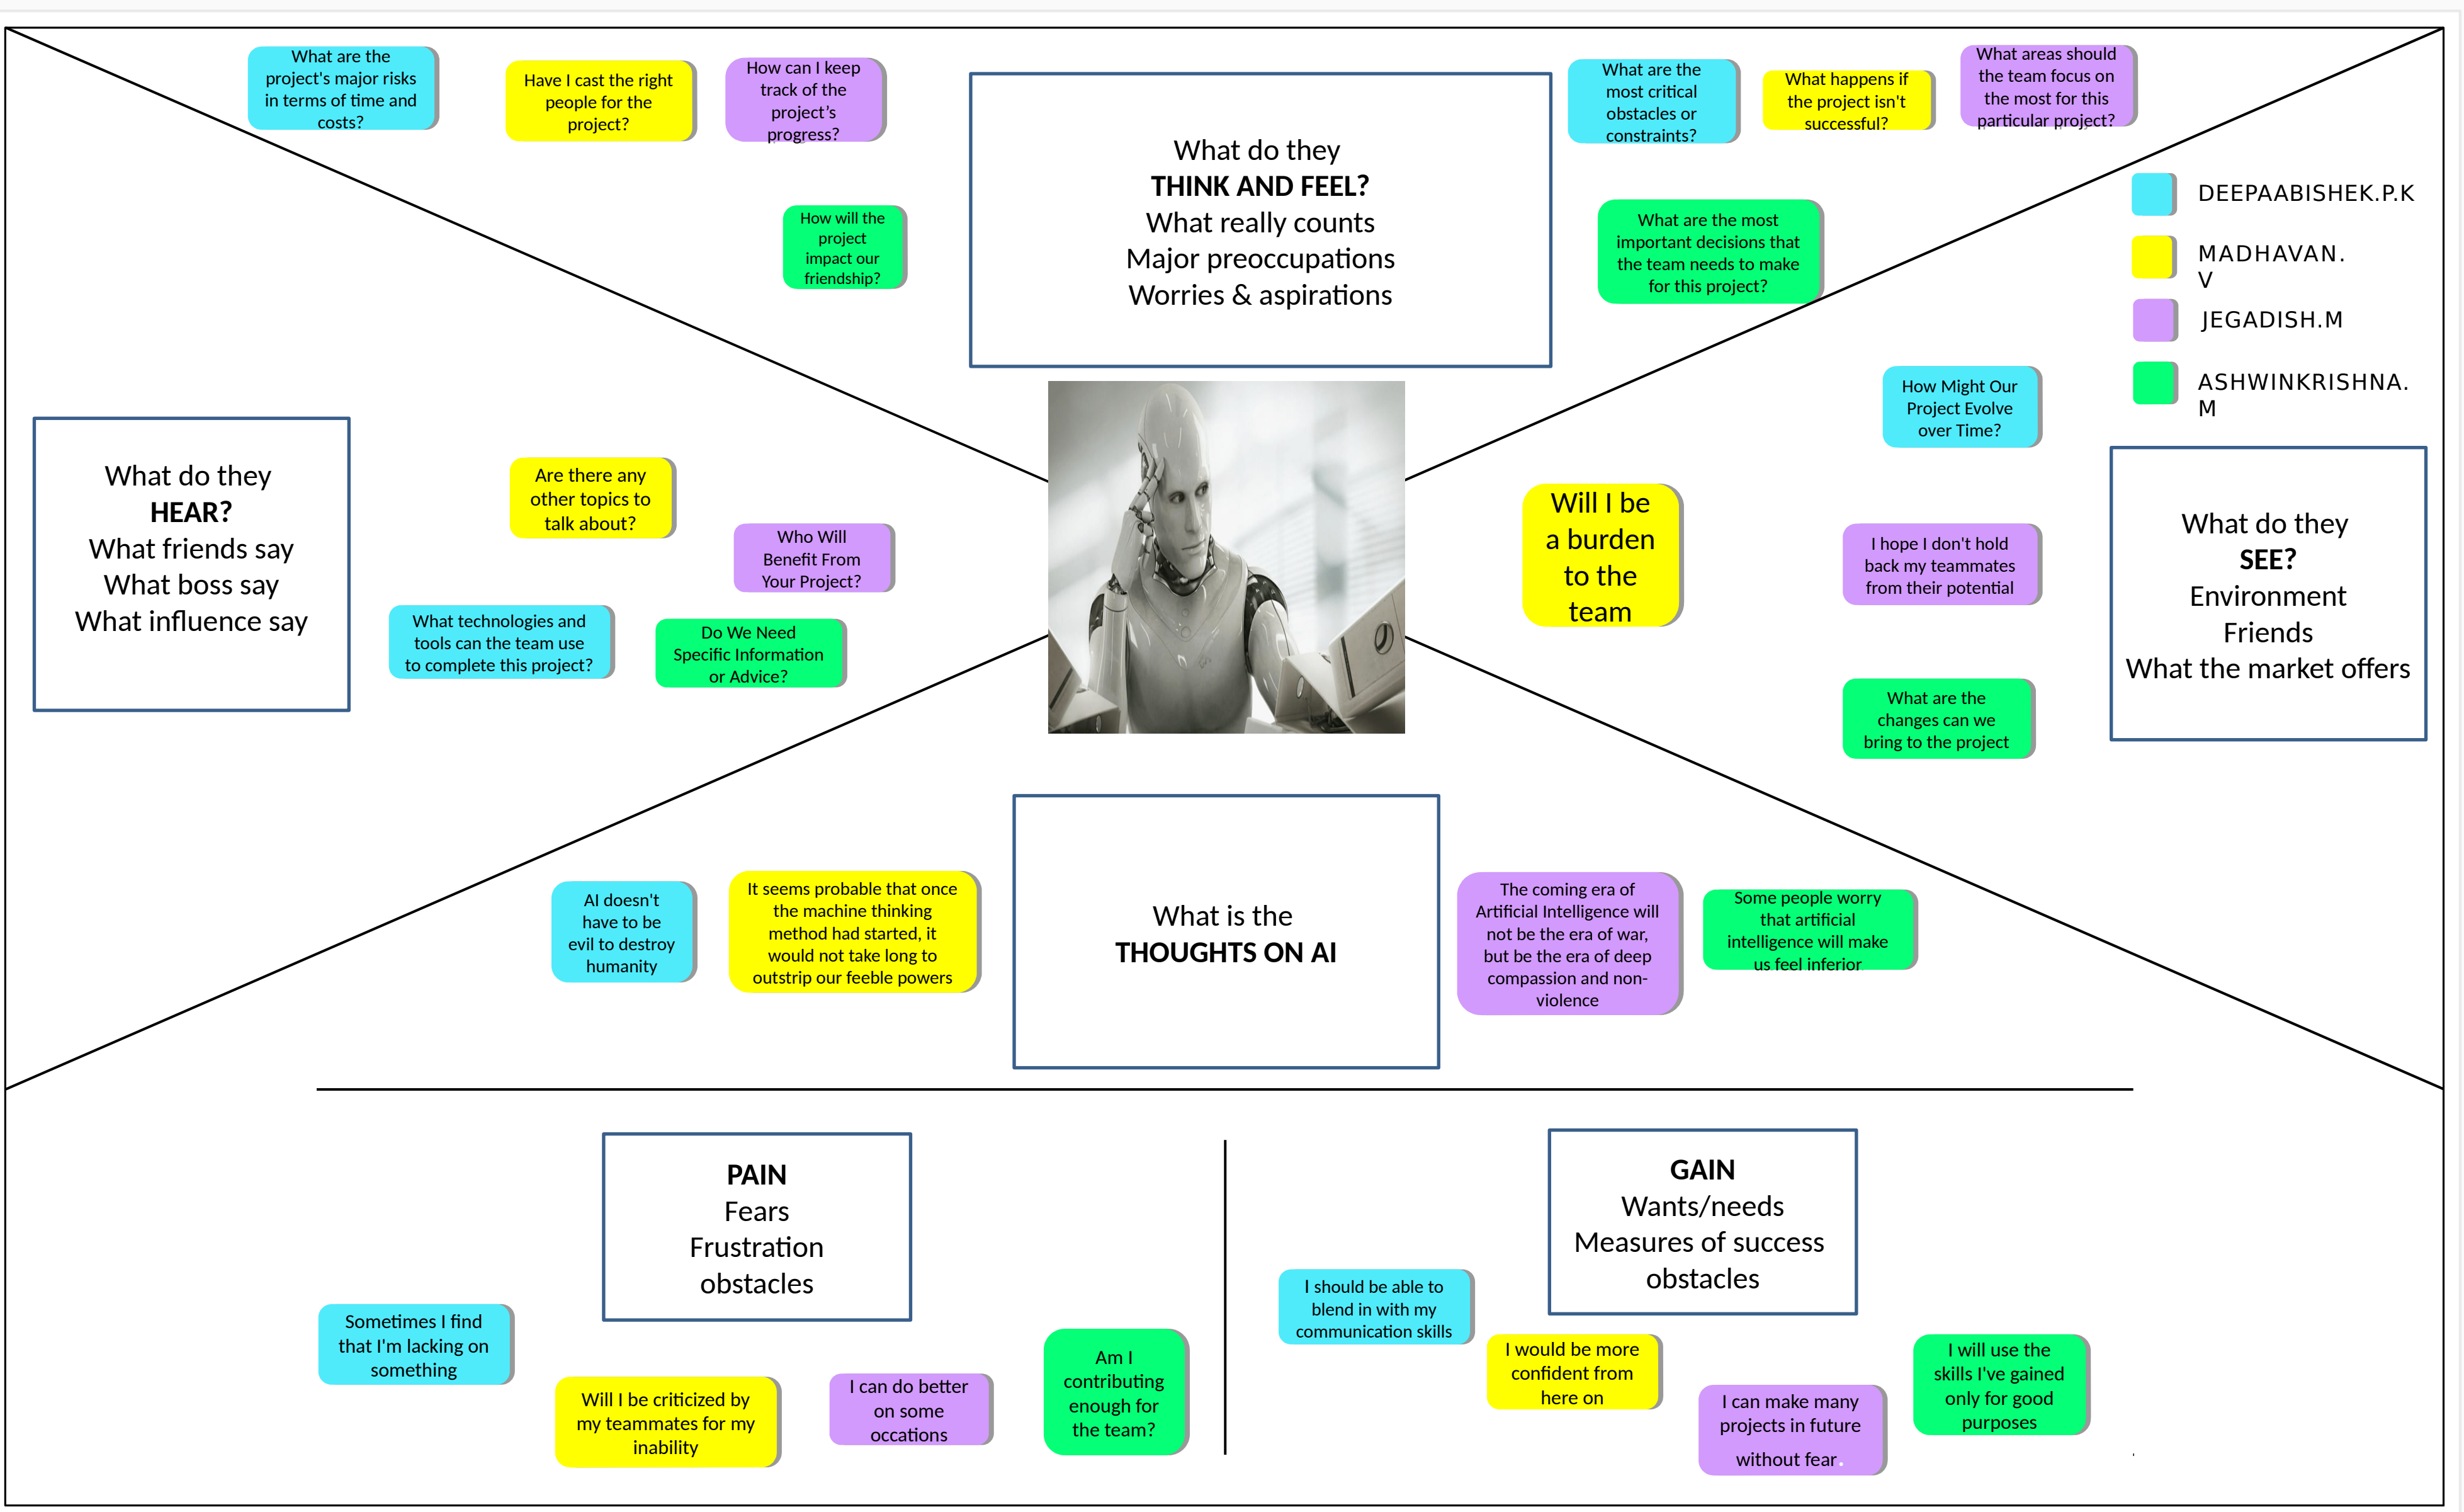 What are the
project's major risks
in terms of time and
costs?
Have I cast the right
people for the
project?
How can I keep
track of the
project's
progress?
How will the
project
impact our
friendship?
What do they
THINK AND FEEL?
What really counts
Major preoccupations
Worries & aspirations
What are the
most critical
obstacles or
constraints?
What happens if
the project isn't
successful?
What areas should
the team focus on
the most for this
particular project?
What are the most
important decisions that
the team needs to make
for this project?
DEEPAABISHEK.P.K
MADHAVAN.
V
JEGADISH.M
ASHWINKRISHNA.
M
What do they
HEAR?
What friends say
What boss say
What influence say
Are there any
other topics to
talk about?
Who Will
Benefit From
Your Project?
What technologies and
tools can the team use
to complete this project?
Do We Need
Specific Information
or Advice?
How Might Our
Project Evolve
over Time?
Will I be
a burden
to the
team
I hope I don't hold
back my teammates
from their potential
What are the
changes can we
bring to the project
What do they
SEE?
Environment
Friends
What the market offers
AI doesn't
have to be
evil to destroy
humanity
It seems probable that once
the machine thinking
method had started, it
would not take long to
outstrip our feeble powers
What is the
THOUGHTS ON AI
The coming era of
Artificial Intelligence will
not be the era of war,
but be the era of deep
compassion and non-
violence
Some people worry
that artificial
intelligence will make
us feel inferior
PAIN
Fears
Frustration
obstacles
Sometimes I find
that I'm lacking on
something
Will I be criticized by
my teammates for my
inability
I can do better
on some
occations
Am I
contributing
enough for
the team?
GAIN
Wants/needs
Measures of success
obstacles
I should be able to
blend in with my
communication skills
I would be more
confident from
here on
I can make many
projects in future
without fear.
I will use the
skills I've gained
only for good
purposes